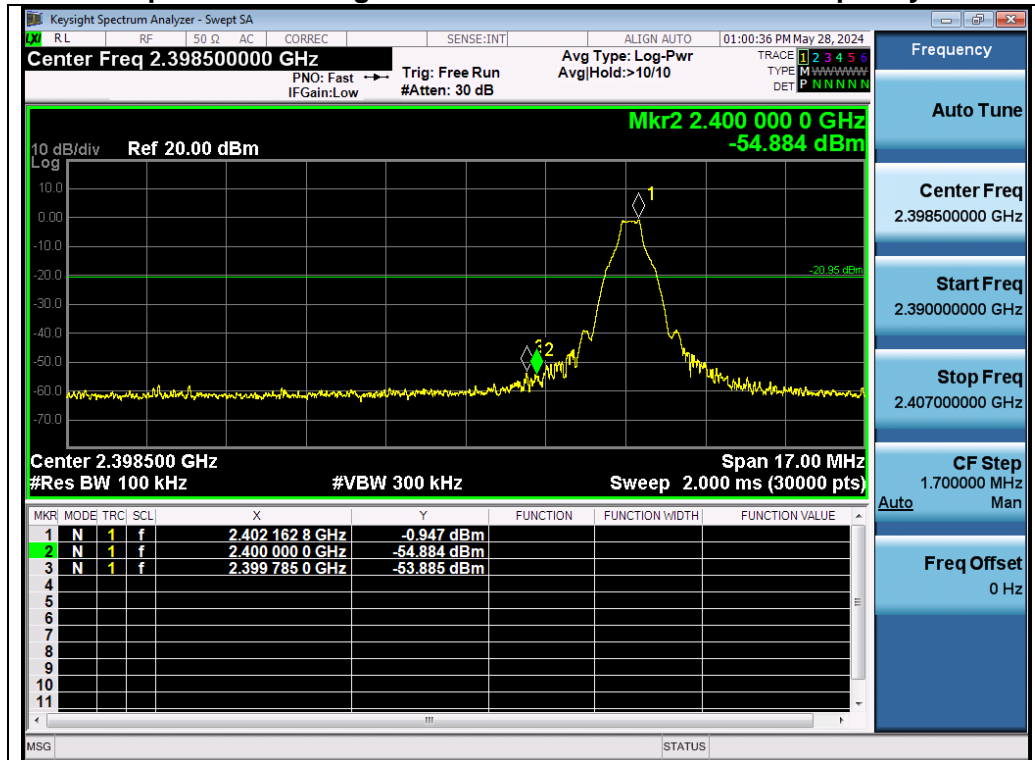 Keysight Spectrum Analyzer - Swept SA
LXI RL RF 50 Ω AC CORREC SENSE:INT ALIGN AUTO 01:00:36 PM May 28, 2024
Center Freq 2.398500000 GHz
PNO: Fast
IFGain:Low
Trig: Free Run
#Atten: 30 dB
Avg Type: Log-Pwr
Avg|Hold:>10/10
TRACE 1 2 3 4 5 6
TYPE M WWWWW
DET P N N N N N
Mkr2 2.400 000 0 GHz
-54.884 dBm
10 dB/div Ref 20.00 dBm
Log
10.0
0.00
-10.0
-20.0
-30.0
-40.0
-50.0
-60.0
-70.0
1
-20.95 dBm
2
Center 2.398500 GHz Span 17.00 MHz
#Res BW 100 kHz #VBW 300 kHz Sweep 2.000 ms (30000 pts)
MKR MODE TRC SCL X Y FUNCTION FUNCTION WIDTH FUNCTION VALUE
1 N 1 f 2.402 162 8 GHz -0.947 dBm
2 N 1 f 2.400 000 0 GHz -54.884 dBm
3 N 1 f 2.399 785 0 GHz -53.885 dBm
4
5
6
7
8
9
10
11
MSG STATUS
Frequency
Auto Tune
Center Freq
2.398500000 GHz
Start Freq
2.390000000 GHz
Stop Freq
2.407000000 GHz
CF Step
1.700000 MHz
Auto Man
Freq Offset
0 Hz